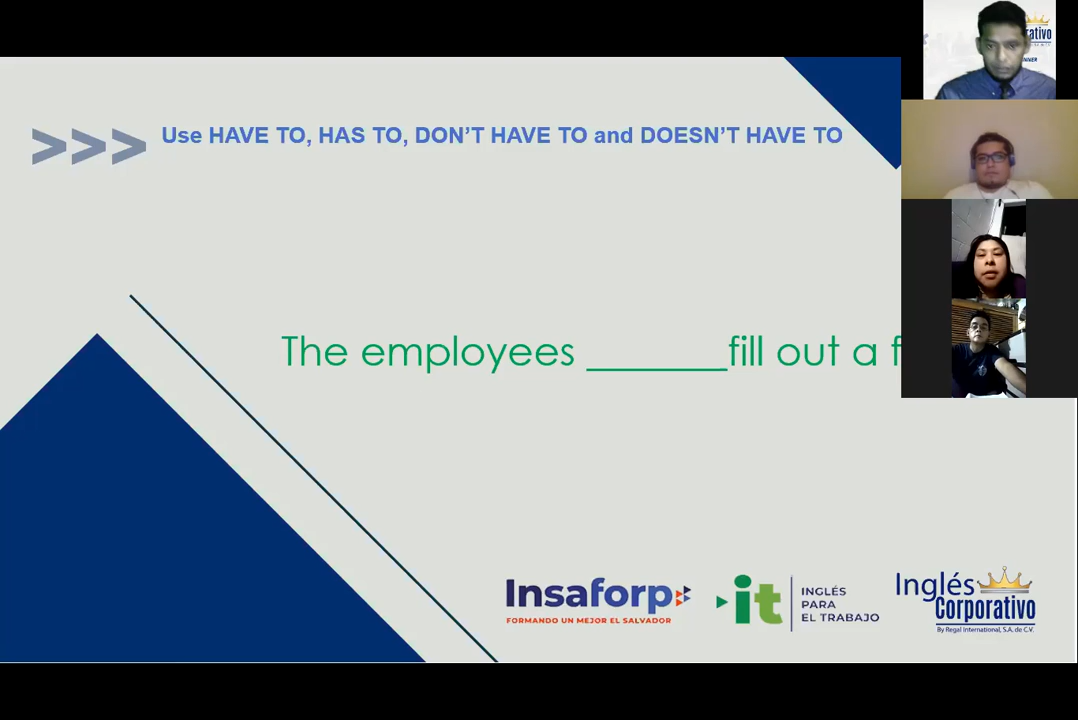 >>> Use HAVE TO, HAS TO, DON'T HAVE TO and DOESN'T HAVE TO
The employees _______fill out a f
Insaforp
FORMANDO UN MEJOR EL SALVADOR
it
INGLÉS
PARA
EL TRABAJO
Inglés
Corporativo
By Regal International, S.A. de C.V.